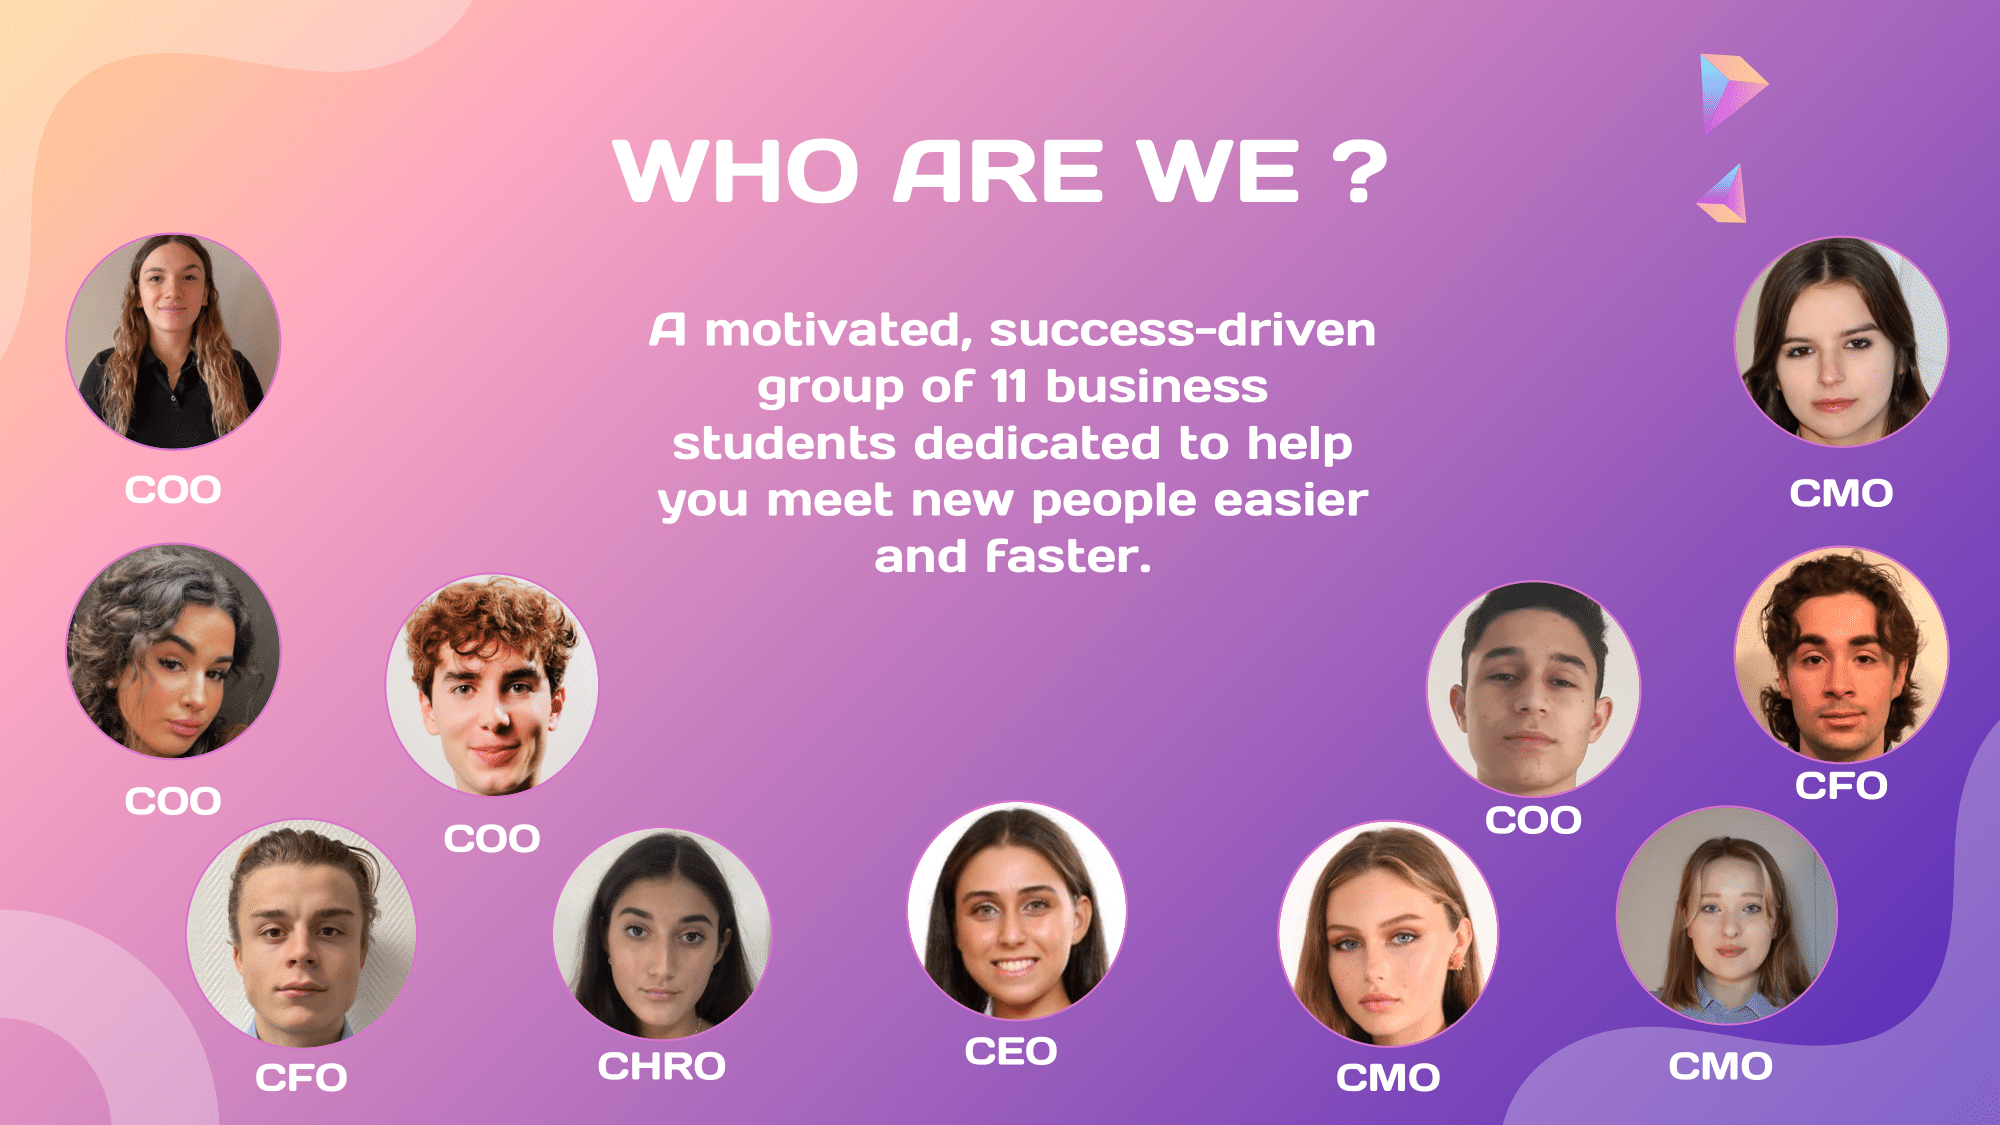 WHO ARE WE ?
A motivated, success-driven
group of 11 business
students dedicated to help
you meet new people easier
and faster.
COO
CMO
COO
COO
COO
CFO
CFO
CHRO
CEO
CMO
CMO